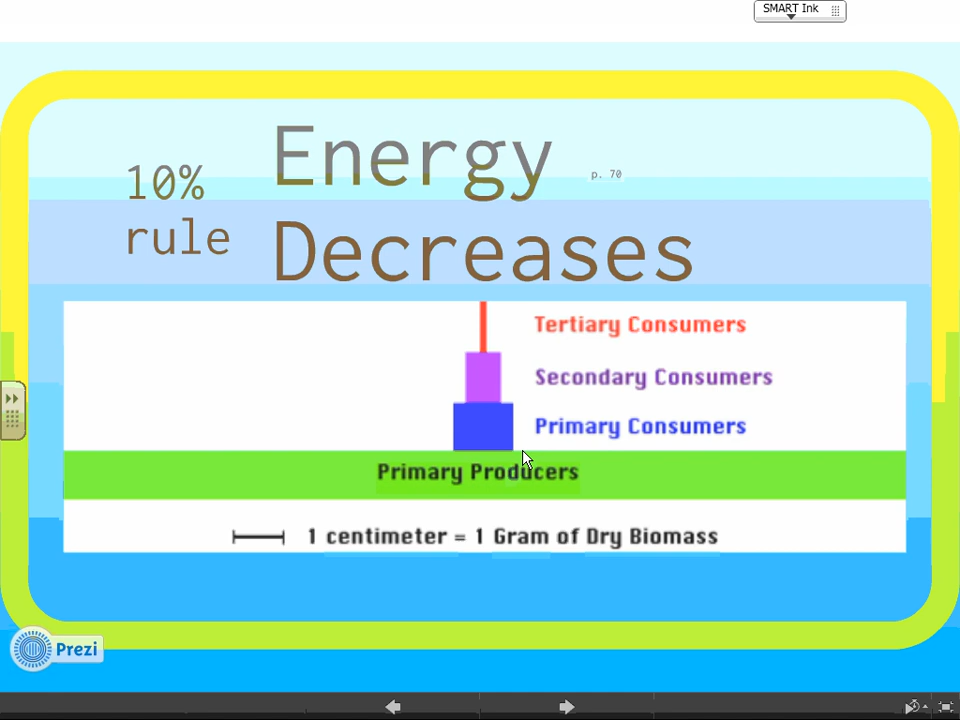 SMART Ink
10%
rule
Energy
Decreases
p. 70
Tertiary Consumers
Secondary Consumers
Primary Consumers
Primary Producers
1 centimeter = 1 Gram of Dry Biomass
Prezi